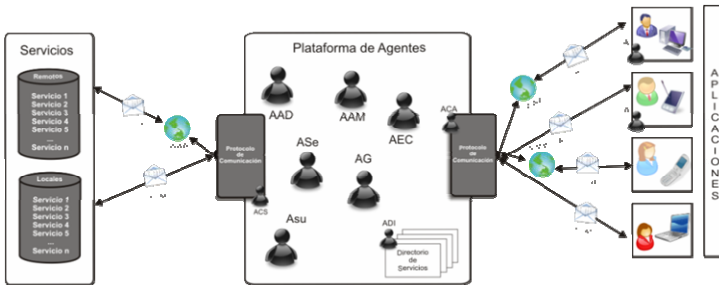 Servicios
Remotos
Servicio 1
Servicio 2
Servicio 3
Servicio 4
Servicio 5
...
Servicio n
Locales
Servicio 1
Servicio 2
Servicio 3
Servicio 4
Servicio 5
...
Servicio n
Plataforma de Agentes
Protocolo
de
Comunicación
ACS
AAD
AAM
AEC
ASe
AG
Asu
ADI
Directorio
de
Servicios
ACA
Protocolo
de
Comunicación
APLICACIONES